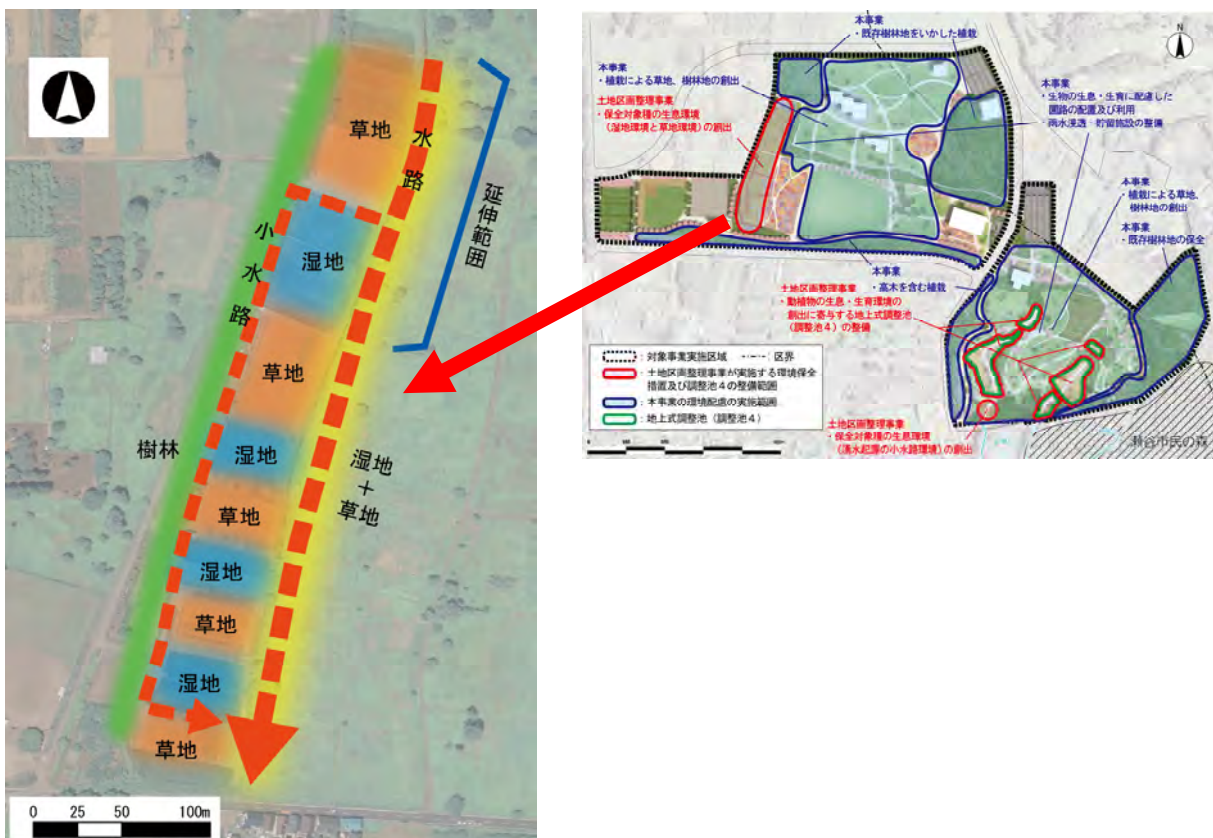 草地
水路
延伸範囲
湿地
小水路
草地
樹林
湿地
湿地
＋
草地
草地
湿地
草地
湿地
草地
0 25 50 100m
本事業
・既存樹林地をいかした植栽
N
本事業
・植栽による草地、樹林地の創出
土地区画整理事業
・保全対象種の生息環境
（湿地環境と草地環境）の創出
本事業
・生物の生息・生育に配慮した
園路の配置及び利用
・雨水浸透・貯留施設の整備
本事業
・植栽による草地、
樹林地の創出
本事業
・既存樹林地の保全
本事業
・高木を含む植栽
土地区画整理事業
・動植物の生息・生育環境の
創出に寄与する地上式調整池
（調整池４）の整備
：対象事業実施区域 ：区界
：土地区画整理事業が実施する環境保全
措置及び調整池４の整備範囲
：本事業の環境配慮の実施範囲
：地上式調整池（調整池４）
土地区画整理事業
・保全対象種の生息環境
（湧水起源の小水路環境）の創出
瀬谷市民の森